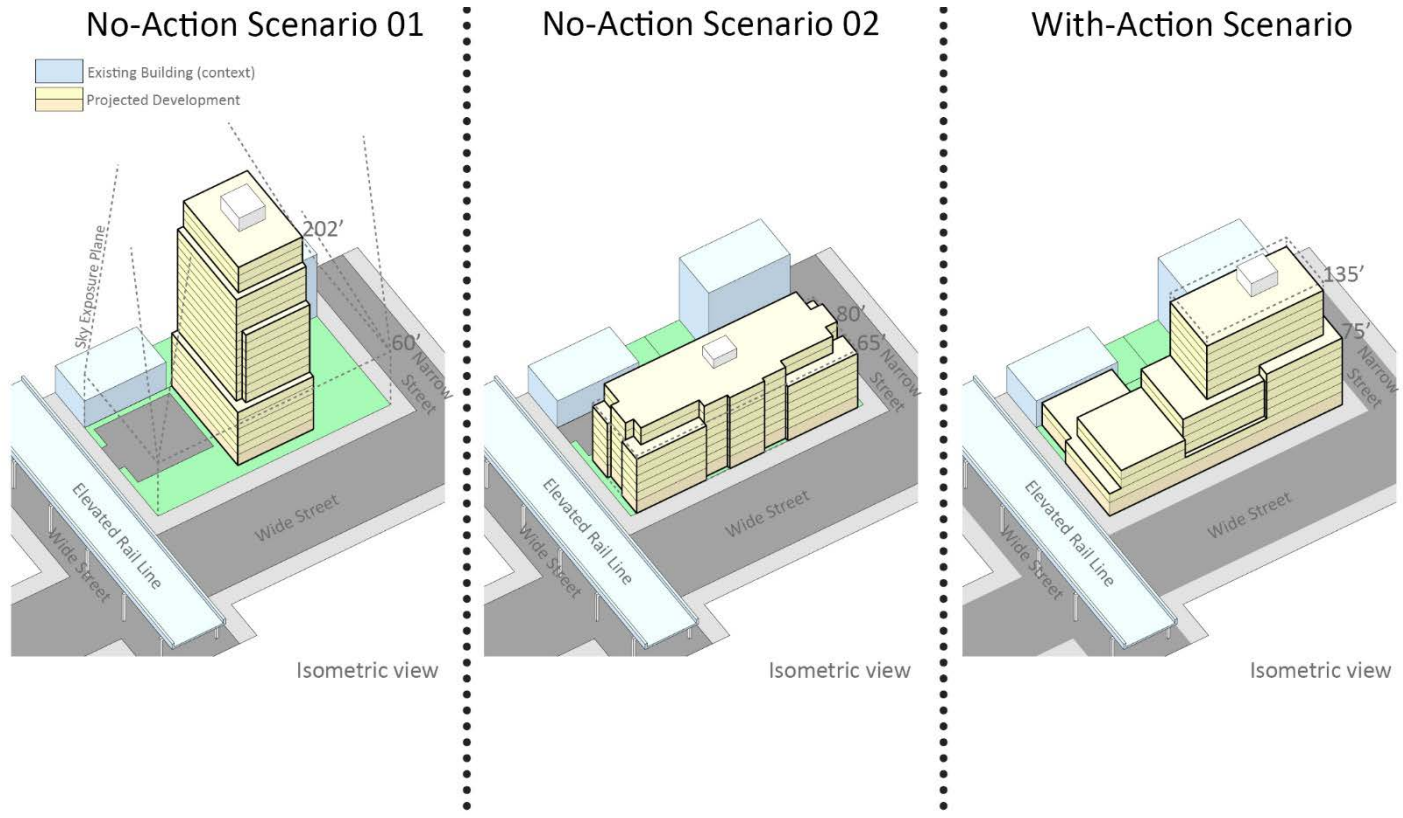 No-Action Scenario 01
Existing Building (context)
Projected Development
Sky Exposure Plane
202’
60’
Narrow
Street
Wide Street
Elevated Rail Line
Wide Street
Isometric view
No-Action Scenario 02
80’
65’
Narrow
Street
Wide Street
Elevated Rail Line
Wide Street
Isometric view
With-Action Scenario
135’
75’
Narrow
Street
Wide Street
Elevated Rail Line
Wide Street
Isometric view